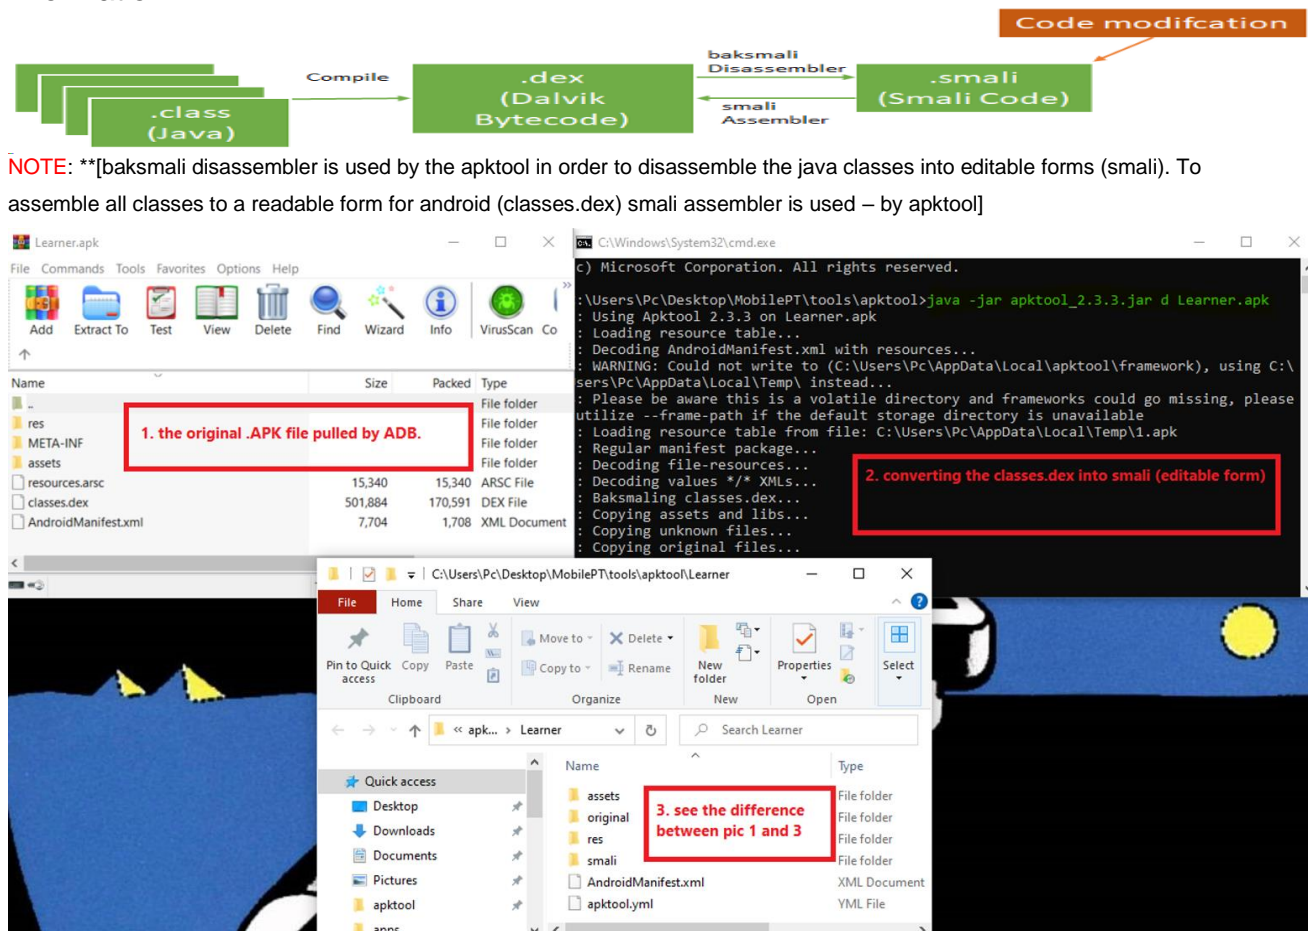 Code modifcation
baksmali
Disassembler
Compile
.dex
(Dalvik
Bytecode)
.smali
(Smali Code)
smali
Assembler
.class
(Java)
NOTE: **[baksmali disassembler is used by the apktool in order to disassemble the java classes into editable forms (smali). To
assemble all classes to a readable form for android (classes.dex) smali assembler is used – by apktool]
Learner.apk
File Commands Tools Favorites Options Help
Add Extract To Test View Delete Find Wizard Info VirusScan Co
Name Size Packed Type
.. File folder
res File folder
META-INF File folder
assets File folder
resources.arsc 15,340 15,340 ARSC File
classes.dex 501,884 170,591 DEX File
AndroidManifest.xml 7,704 1,708 XML Document
1. the original .APK file pulled by ADB.
C:\Windows\System32\cmd.exe
c) Microsoft Corporation. All rights reserved.
:\Users\Pc\Desktop\MobilePT\tools\apktool>java -jar apktool_2.3.3.jar d Learner.apk
: Using Apktool 2.3.3 on Learner.apk
: Loading resource table...
: Decoding AndroidManifest.xml with resources...
: WARNING: Could not write to (C:\Users\Pc\AppData\Local\apktool\framework), using C:\
sers\Pc\AppData\Local\Temp\ instead...
: Please be aware this is a volatile directory and frameworks could go missing, please
utilize --frame-path if the default storage directory is unavailable
: Loading resource table from file: C:\Users\Pc\AppData\Local\Temp\1.apk
: Regular manifest package...
: Decoding file-resources...
: Decoding values */* XMLs...
: Baksmaling classes.dex...
: Copying assets and libs...
: Copying unknown files...
: Copying original files...
2. converting the classes.dex into smali (editable form)
C:\Users\Pc\Desktop\MobilePT\tools\apktool\Learner
File Home Share View
Pin to Quick access
Copy
Paste
Move to
Copy to
Delete
Rename
New folder
Properties
Select
Clipboard Organize New Open
« apk... > Learner
Search Learner
Name Type
Quick access
Desktop
Downloads
Documents
Pictures
apktool
apps
assets File folder
original File folder
res File folder
smali File folder
AndroidManifest.xml XML Document
apktool.yml YML File
3. see the difference
between pic 1 and 3